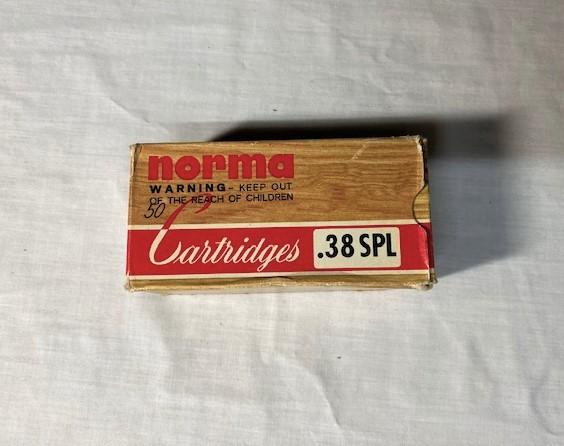 norma
WARNING- KEEP OUT
OF THE REACH OF CHILDREN
50
Cartridges .38 SPL